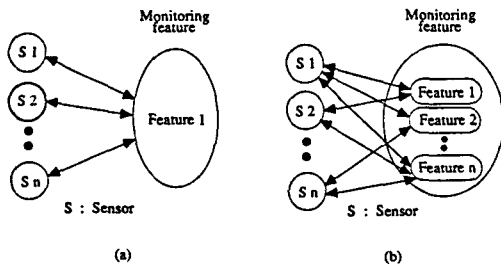 Monitoring
feature
S 1
S 2
Feature 1
S n
S : Sensor
(a)
Monitoring
feature
S 1
Feature 1
S 2
Feature 2
Feature n
S n
S : Sensor
(b)